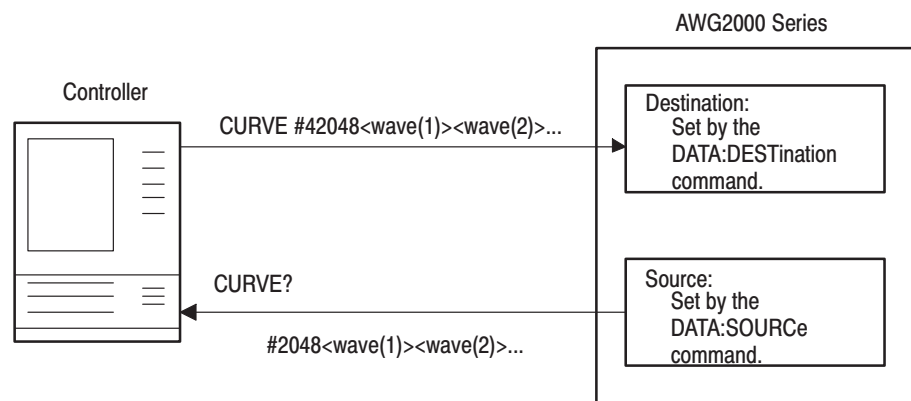 AWG2000 Series
Controller
CURVE #42048<wave(1)><wave(2)>...
Destination:
Set by the
DATA:DESTination
command.
CURVE?
#2048<wave(1)><wave(2)>...
Source:
Set by the
DATA:SOURCe
command.